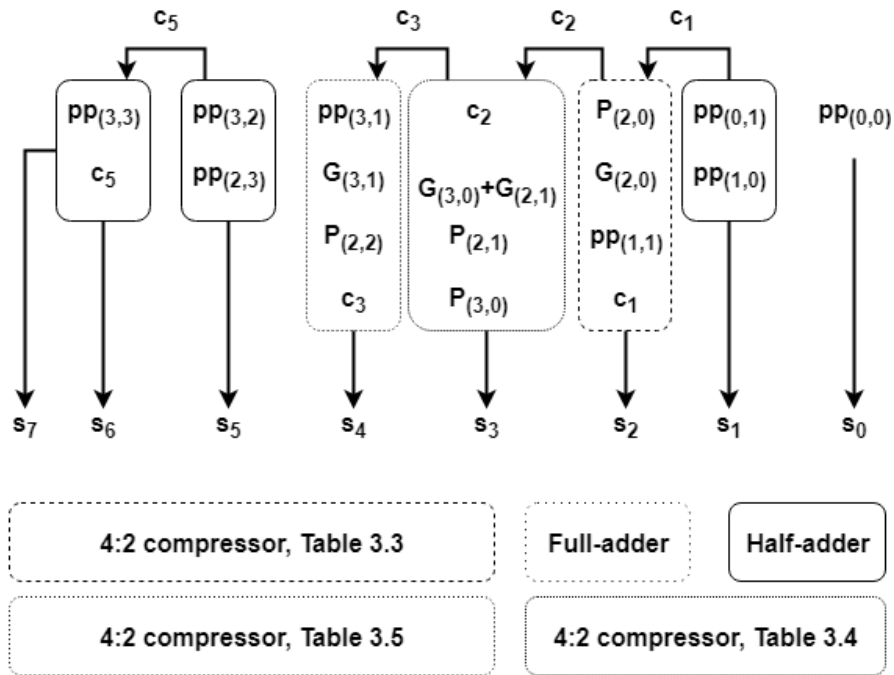 c5 c3 c2 c1
pp(3,3) pp(3,2) pp(3,1) c2 P(2,0) pp(0,1) pp(0,0)
c5 pp(2,3) G(3,1) G(3,0)+G(2,1) G(2,0) pp(1,0)
P(2,2) P(2,1) pp(1,1)
c3 P(3,0) c1
s7 s6 s5 s4 s3 s2 s1 s0
4:2 compressor, Table 3.3 Full-adder Half-adder
4:2 compressor, Table 3.5 4:2 compressor, Table 3.4